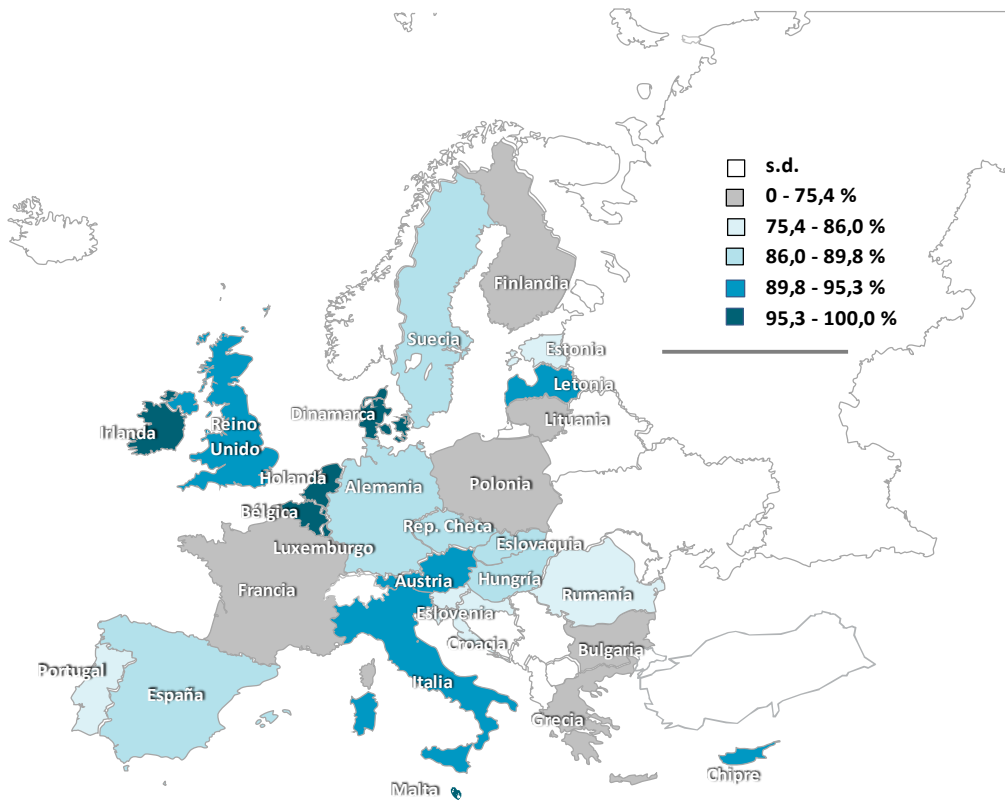 s.d.
0 - 75,4 %
75,4 - 86,0 %
86,0 - 89,8 %
89,8 - 95,3 %
95,3 - 100,0 %
Finlandia
Suecia
Estonia
Letonia
Lituania
Dinamarca
Irlanda
Reino
Unido
Holanda
Alemania
Polonia
Bélgica
Rep. Checa
Luxemburgo
Eslovaquia
Francia
Austria
Hungría
Rumanía
Eslovenia
Croacia
Bulgaria
Portugal
España
Italia
Grecia
Malta
Chipre